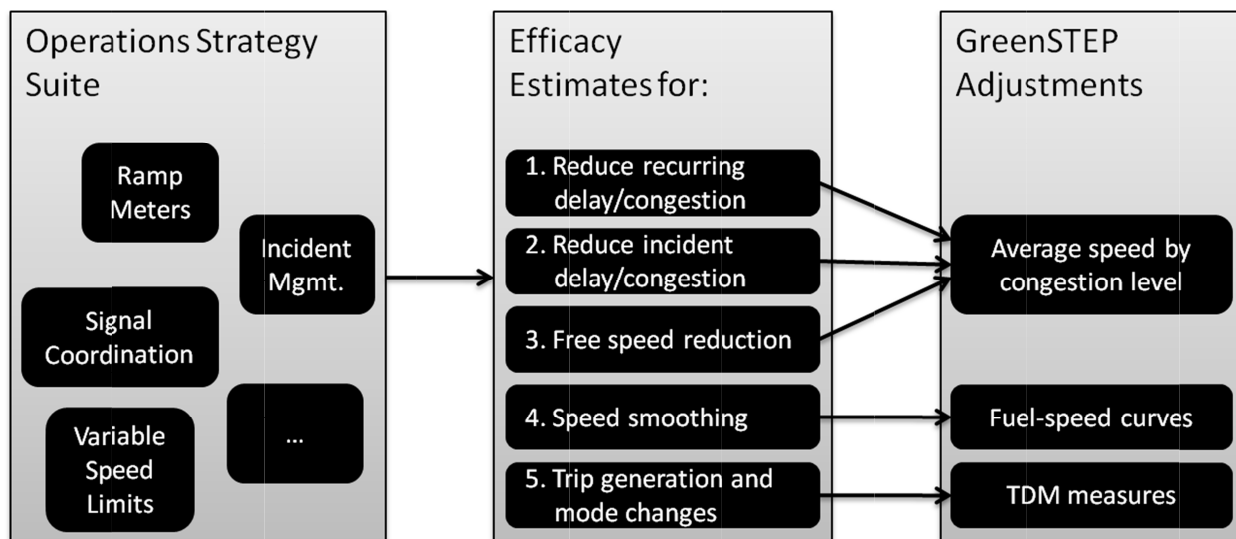 Operations Strategy
Suite
Ramp
Meters
Incident
Mgmt.
Signal
Coordination
Variable
Speed
Limits
...
Efficacy
Estimates for:
1. Reduce recurring
delay/congestion
2. Reduce incident
delay/congestion
3. Free speed reduction
4. Speed smoothing
5. Trip generation and
mode changes
GreenSTEP
Adjustments
Average speed by
congestion level
Fuel-speed curves
TDM measures